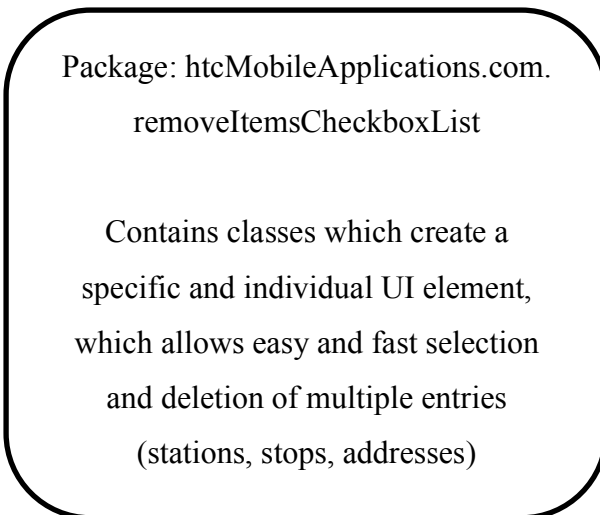 Package: htcMobileApplications.com.
removeItemsCheckboxList
Contains classes which create a
specific and individual UI element,
which allows easy and fast selection
and deletion of multiple entries
(stations, stops, addresses)